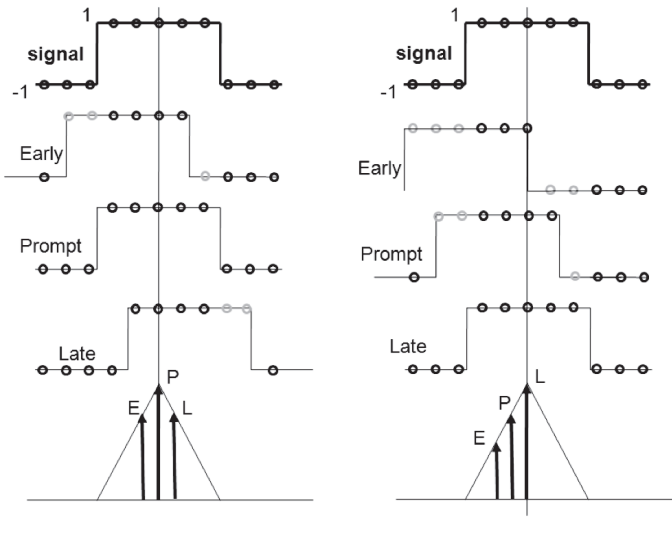 1
signal
-1
Early
Prompt
Late
P
E
L
1
signal
-1
Early
Prompt
Late
L
P
E